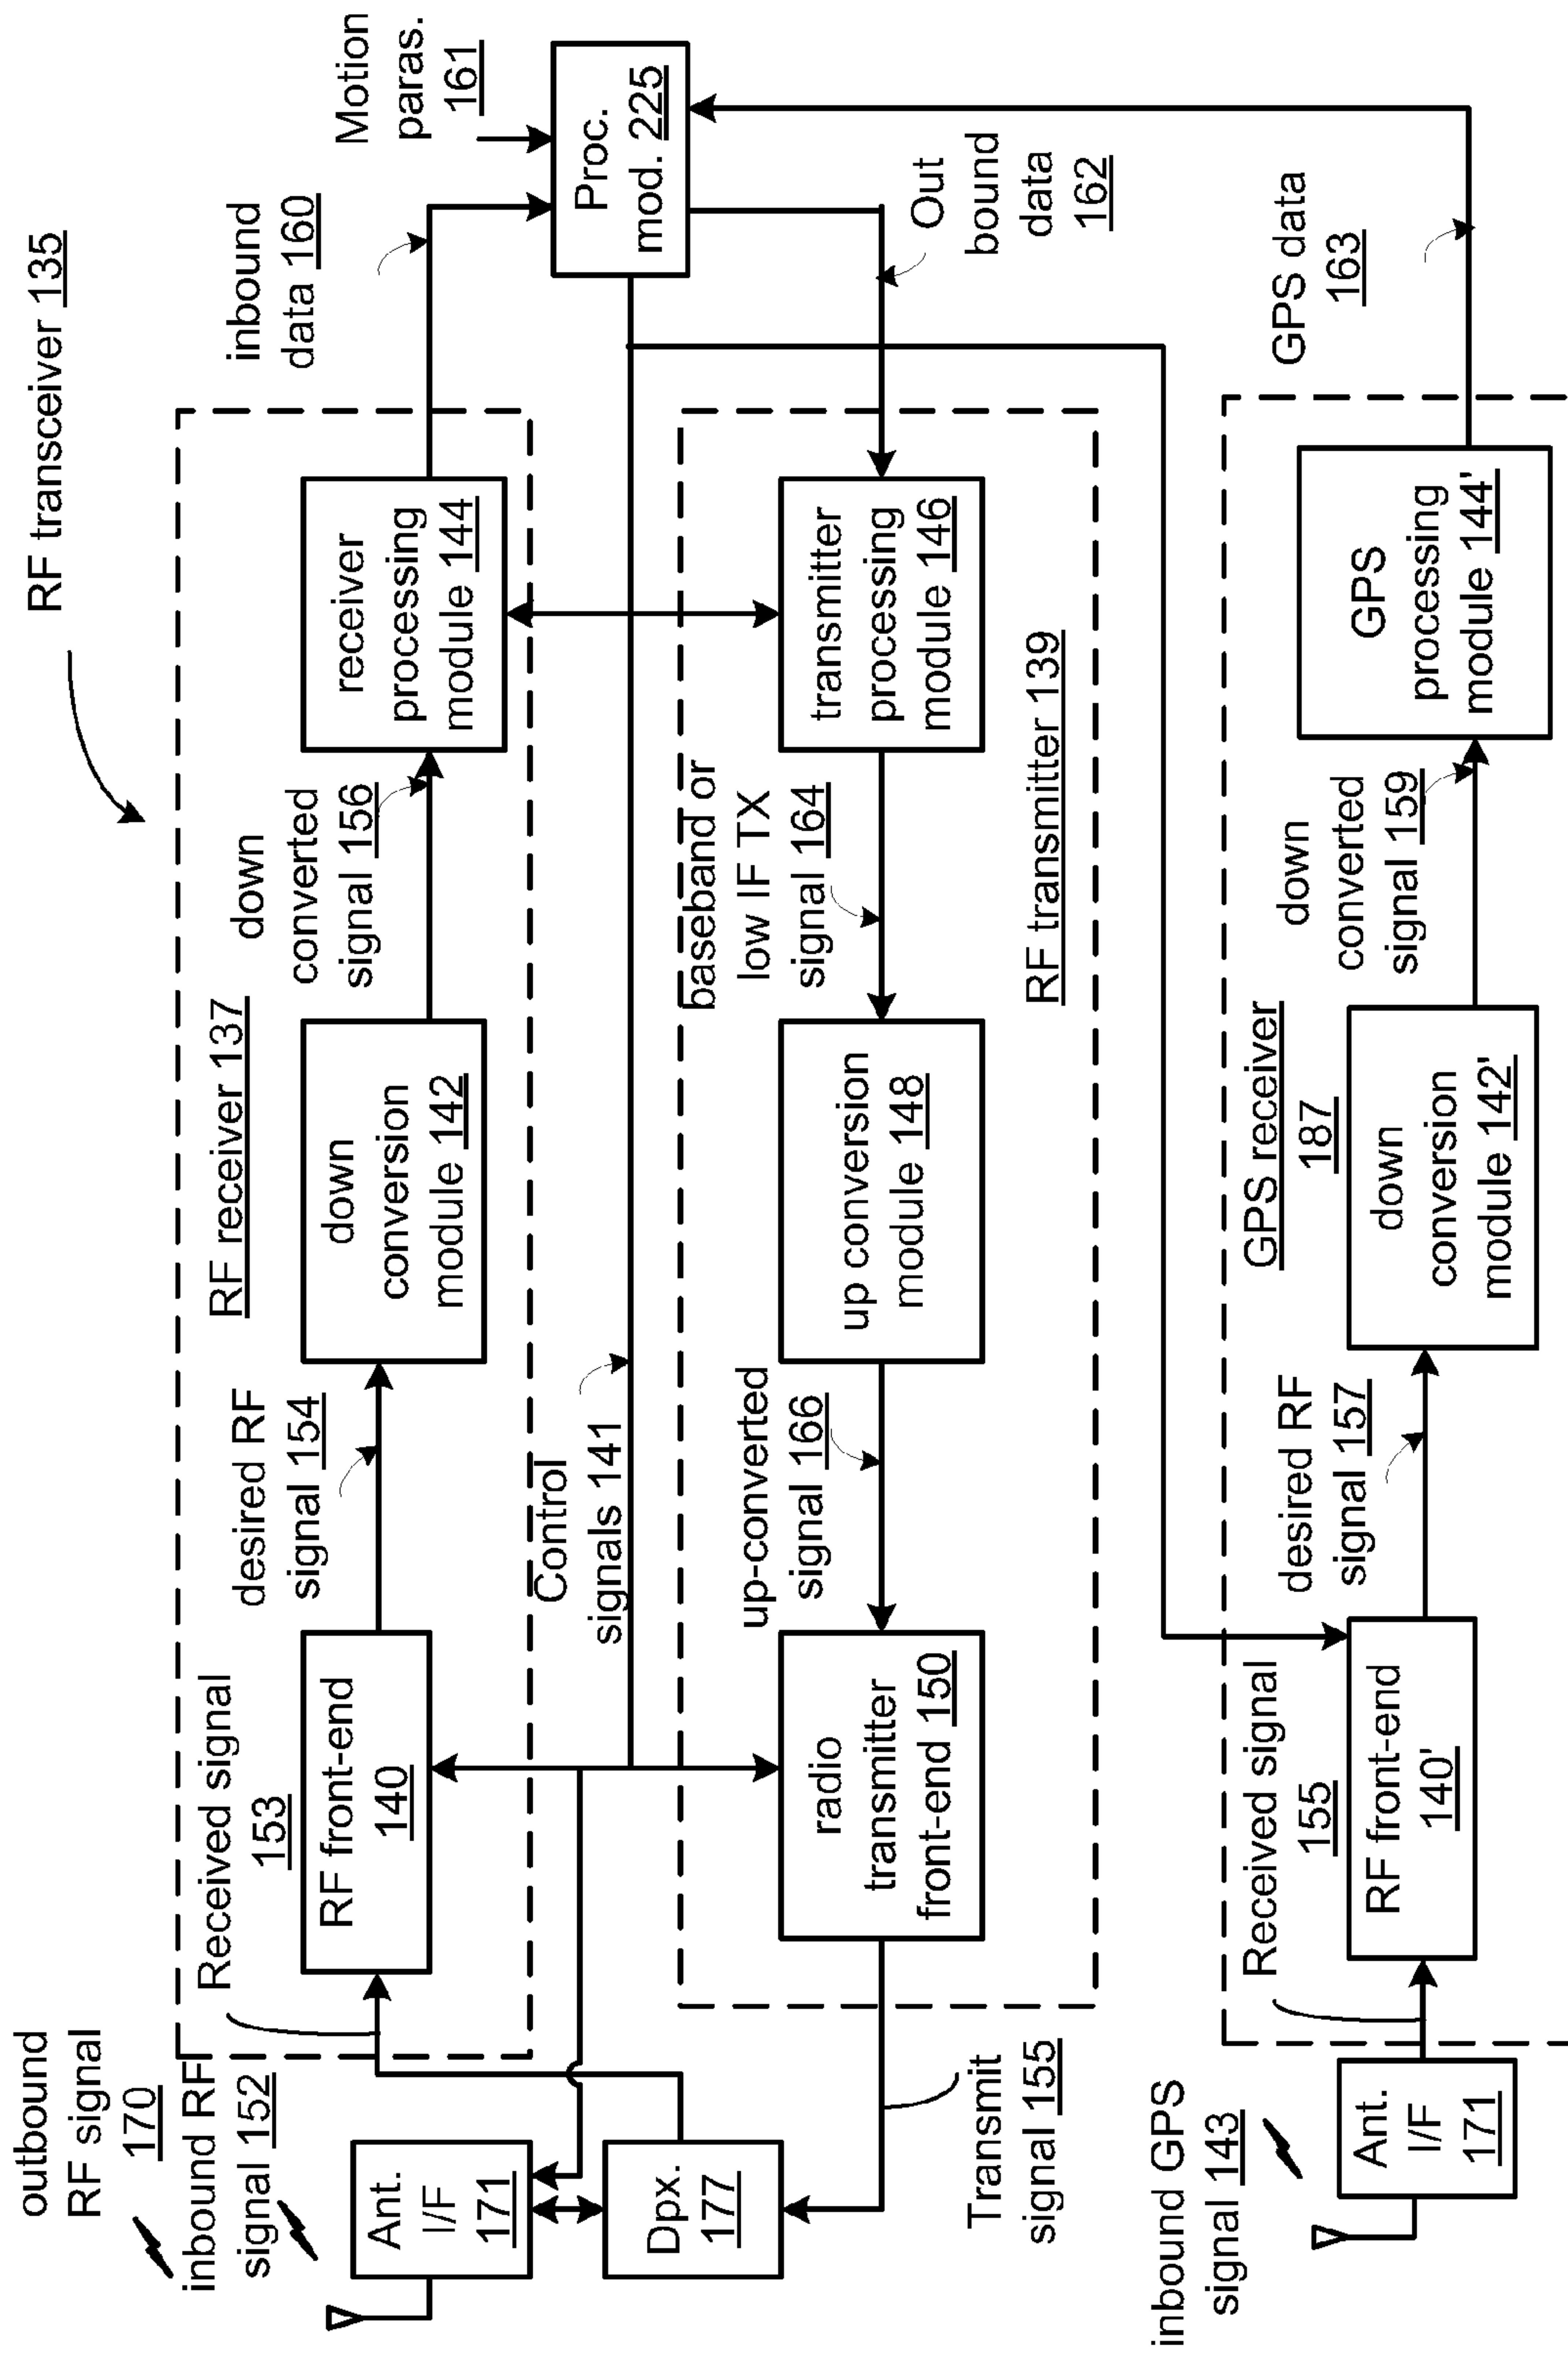 RF transceiver 135
outbound
RF signal
170
inbound RF
signal 152
Ant.
I/F
171
Dpx.
177
Received signal
153
RF front-end
140
desired RF
signal 154
RF receiver 137
down
conversion
module 142
down
converted
signal 156
receiver
processing
module 144
inbound
data 160
Motion
paras.
161
Proc.
mod. 225
Control
signals 141
Transmit
signal 155
radio
transmitter
front-end 150
up-converted
signal 166
up conversion
module 148
baseband or
low IF TX
signal 164
transmitter
processing
module 146
RF transmitter 139
Out
bound
data
162
inbound GPS
signal 143
Ant.
I/F
171
Received signal
155
RF front-end
140'
desired RF
signal 157
GPS receiver
187
down
conversion
module 142'
down
converted
signal 159
GPS
processing
module 144'
GPS data
163